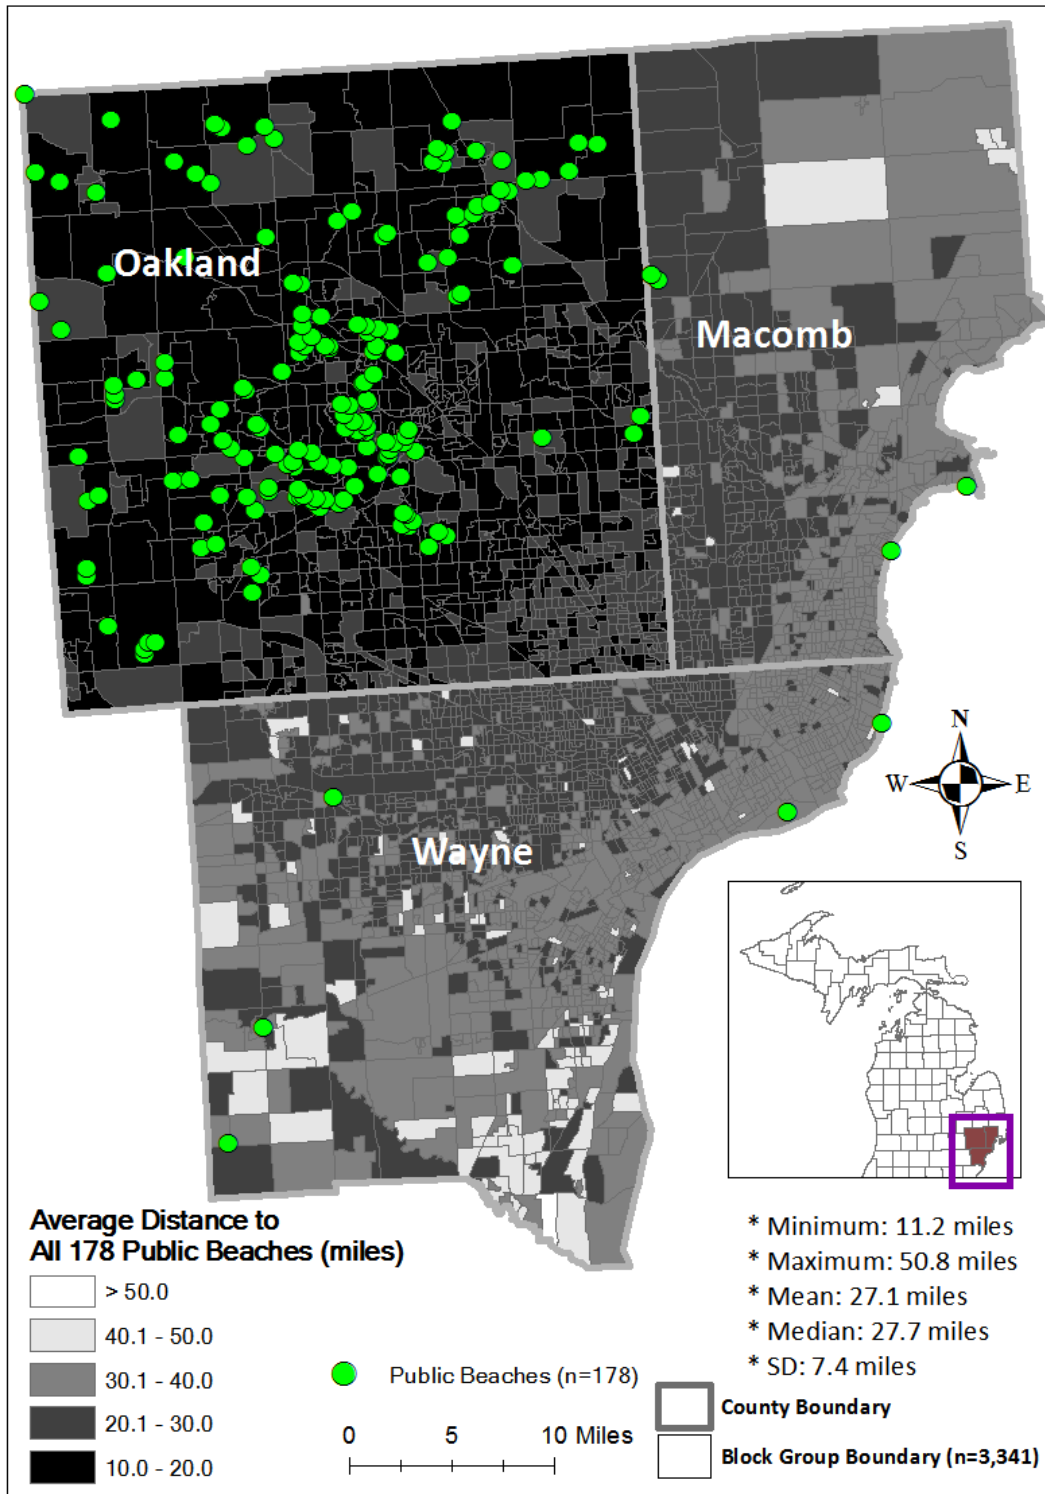 Oakland
Macomb
Wayne
N
W
E
S
Average Distance to
All 178 Public Beaches (miles)
> 50.0
40.1 - 50.0
30.1 - 40.0
20.1 - 30.0
10.0 - 20.0
Public Beaches (n=178)
0 5 10 Miles
* Minimum: 11.2 miles
* Maximum: 50.8 miles
* Mean: 27.1 miles
* Median: 27.7 miles
* SD: 7.4 miles
County Boundary
Block Group Boundary (n=3,341)